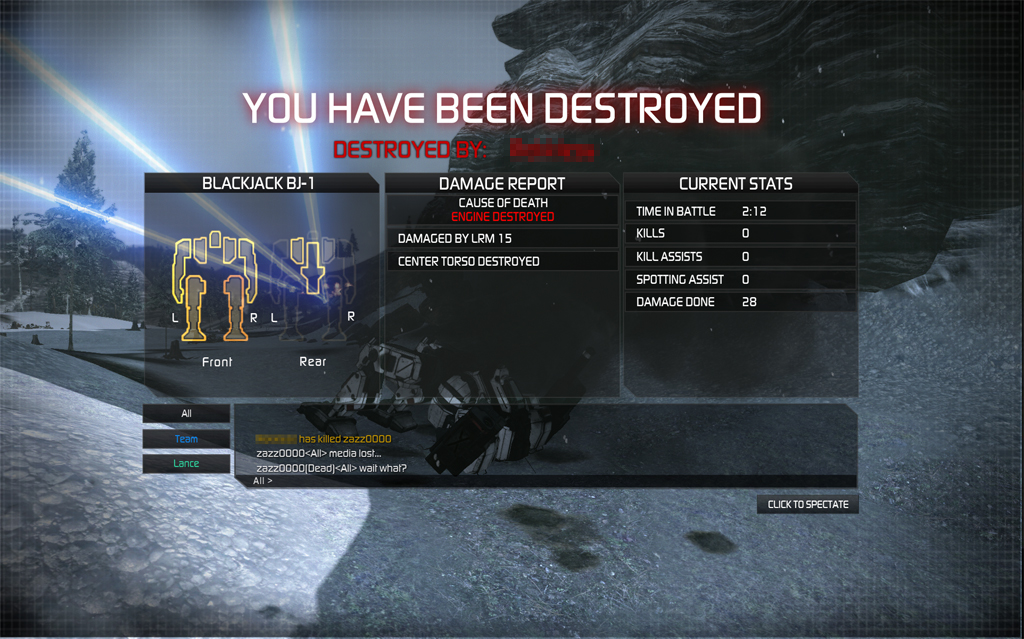 YOU HAVE BEEN DESTROYED
DESTROYED BY:
BLACKJACK BJ-1
L R L R
Front Rear
DAMAGE REPORT
CAUSE OF DEATH
ENGINE DESTROYED
DAMAGED BY LRM 15
CENTER TORSO DESTROYED
CURRENT STATS
TIME IN BATTLE 2:12
KILLS 0
KILL ASSISTS 0
SPOTTING ASSIST 0
DAMAGE DONE 28
All
Team
Lance
has killed zazz0000
zazz0000<All> media lost...
zazz0000(Dead)<All> wait what?
All >
CLICK TO SPECTATE